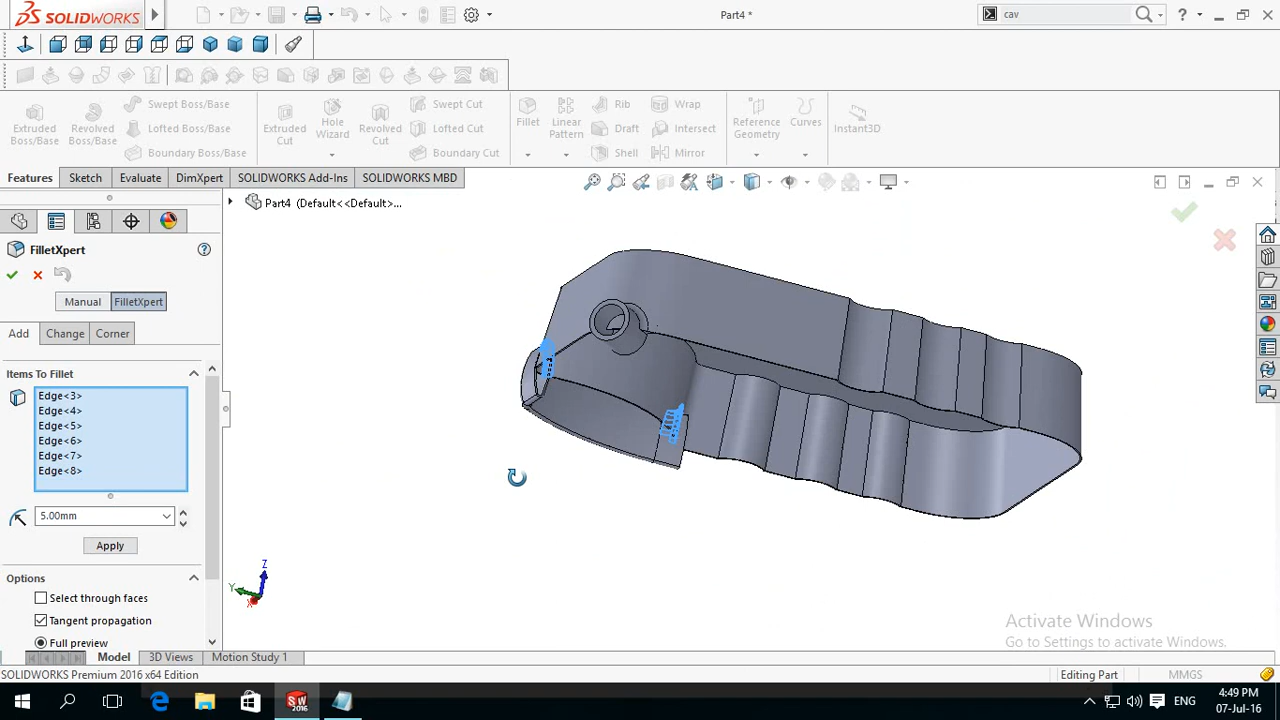 SOLIDWORKS
Part4 *
cav
Extruded Boss/Base
Revolved Boss/Base
Swept Boss/Base
Lofted Boss/Base
Boundary Boss/Base
Extruded Cut
Hole Wizard
Revolved Cut
Swept Cut
Lofted Cut
Boundary Cut
Fillet
Linear Pattern
Rib
Draft
Shell
Wrap
Intersect
Mirror
Reference Geometry
Curves
Instant3D
Features
Sketch
Evaluate
DimXpert
SOLIDWORKS Add-Ins
SOLIDWORKS MBD
Part4 (Default<<Default>...
FilletXpert
Manual
FilletXpert
Add
Change
Corner
Items To Fillet
Edge<3>
Edge<4>
Edge<5>
Edge<6>
Edge<7>
Edge<8>
5.00mm
Apply
Options
Select through faces
Tangent propagation
Full preview
Z
Y
X
Activate Windows
Go to Settings to activate Windows.
Model
3D Views
Motion Study 1
SOLIDWORKS Premium 2016 x64 Edition
Editing Part
MMGS
SW
2016
ENG
4:49 PM
07-Jul-16